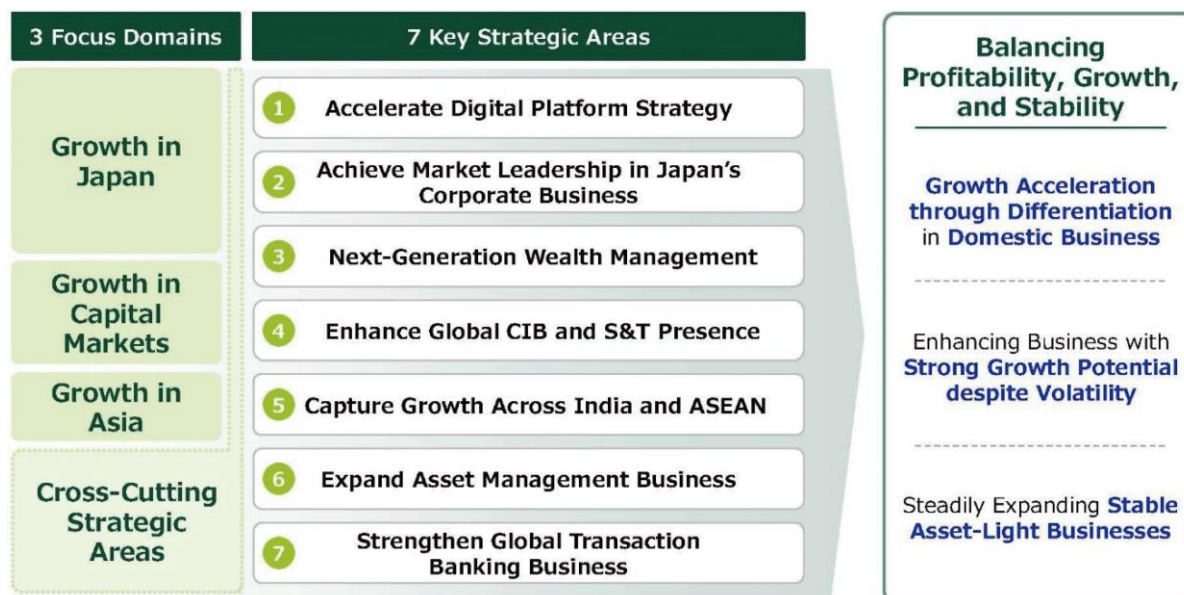 3 Focus Domains
7 Key Strategic Areas
Growth in
Japan
Growth in
Capital
Markets
Growth in
Asia
Cross-Cutting
Strategic
Areas
1 Accelerate Digital Platform Strategy
2 Achieve Market Leadership in Japan's
Corporate Business
3 Next-Generation Wealth Management
4 Enhance Global CIB and S&T Presence
5 Capture Growth Across India and ASEAN
6 Expand Asset Management Business
7 Strengthen Global Transaction
Banking Business
Balancing
Profitability, Growth,
and Stability
Growth Acceleration
through Differentiation
in Domestic Business
Enhancing Business with
Strong Growth Potential
despite Volatility
Steadily Expanding Stable
Asset-Light Businesses